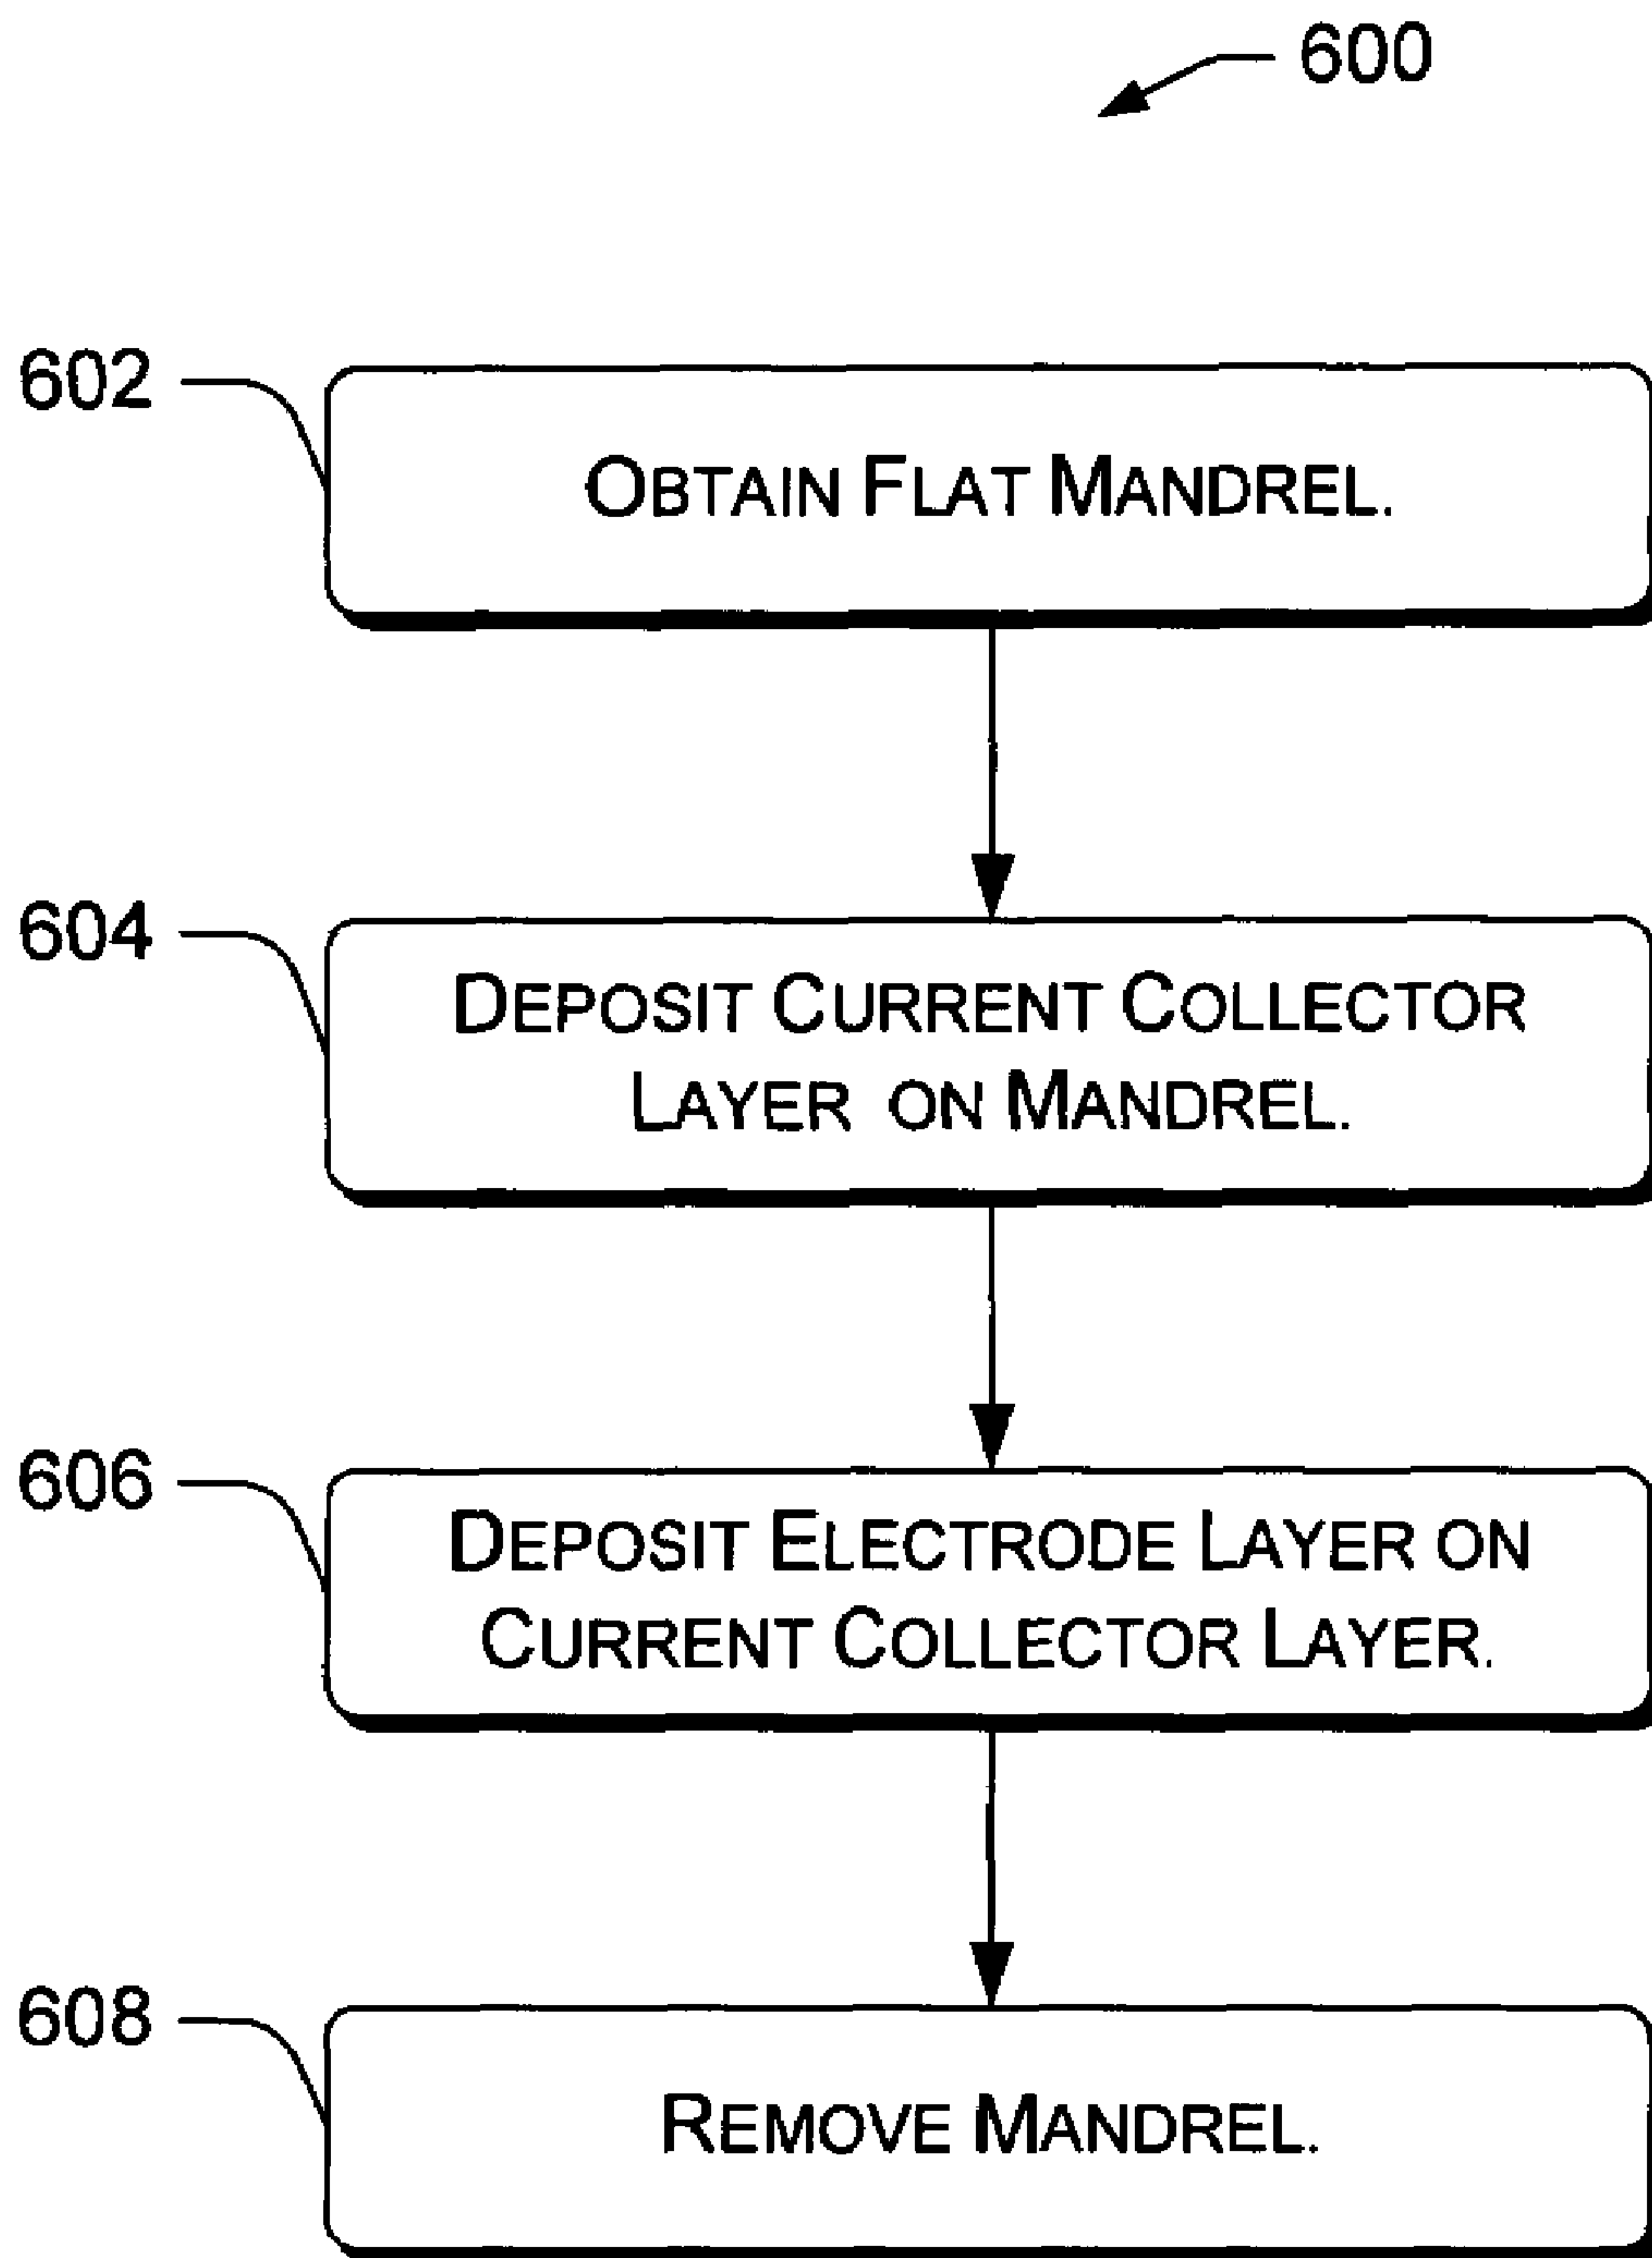 600
602
OBTAIN FLAT MANDREL.
604
DEPOSIT CURRENT COLLECTOR
LAYER ON MANDREL.
606
DEPOSIT ELECTRODE LAYER ON
CURRENT COLLECTOR LAYER.
608
REMOVE MANDREL.